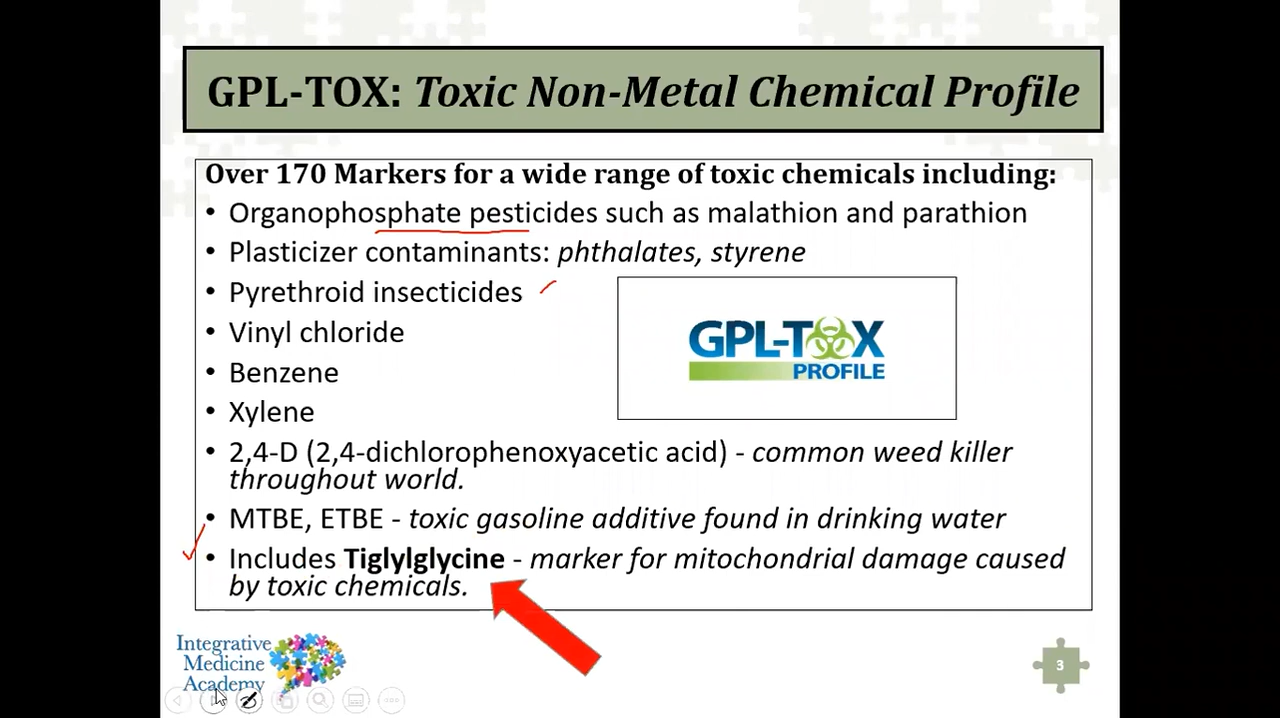 GPL-TOX: Toxic Non-Metal Chemical Profile
Over 170 Markers for a wide range of toxic chemicals including:
• Organophosphate pesticides such as malathion and parathion
• Plasticizer contaminants: phthalates, styrene
• Pyrethroid insecticides
• Vinyl chloride
• Benzene
• Xylene
• 2,4-D (2,4-dichlorophenoxyacetic acid) - common weed killer
throughout world.
• MTBE, ETBE - toxic gasoline additive found in drinking water
• Includes Tiglylglycine - marker for mitochondrial damage caused
by toxic chemicals.
GPL-TOX
PROFILE
Integrative
Medicine
Academy
3